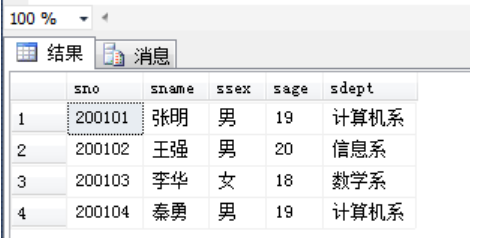 100 %
结果 消息
sno sname ssex sage sdept
1 200101 张明 男 19 计算机系
2 200102 王强 男 20 信息系
3 200103 李华 女 18 数学系
4 200104 秦勇 男 19 计算机系